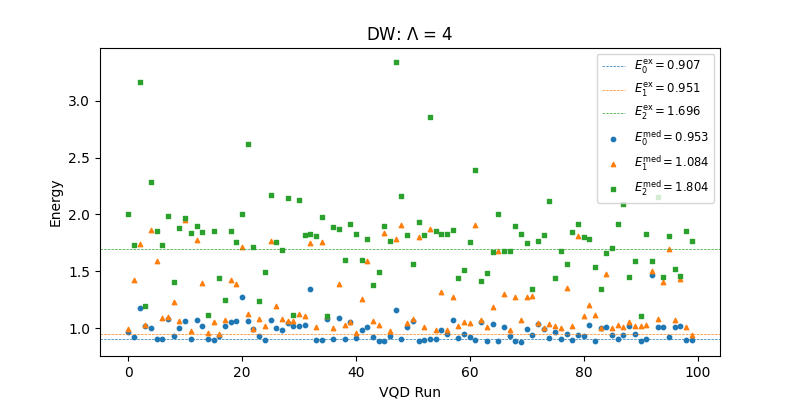 DW: Λ = 4
Energy
3.0
2.5
2.0
1.5
1.0
0
20
40
60
80
100
VQD Run
E_0^ex = 0.907
E_1^ex = 0.951
E_2^ex = 1.696
E_0^med = 0.953
E_1^med = 1.084
E_2^med = 1.804